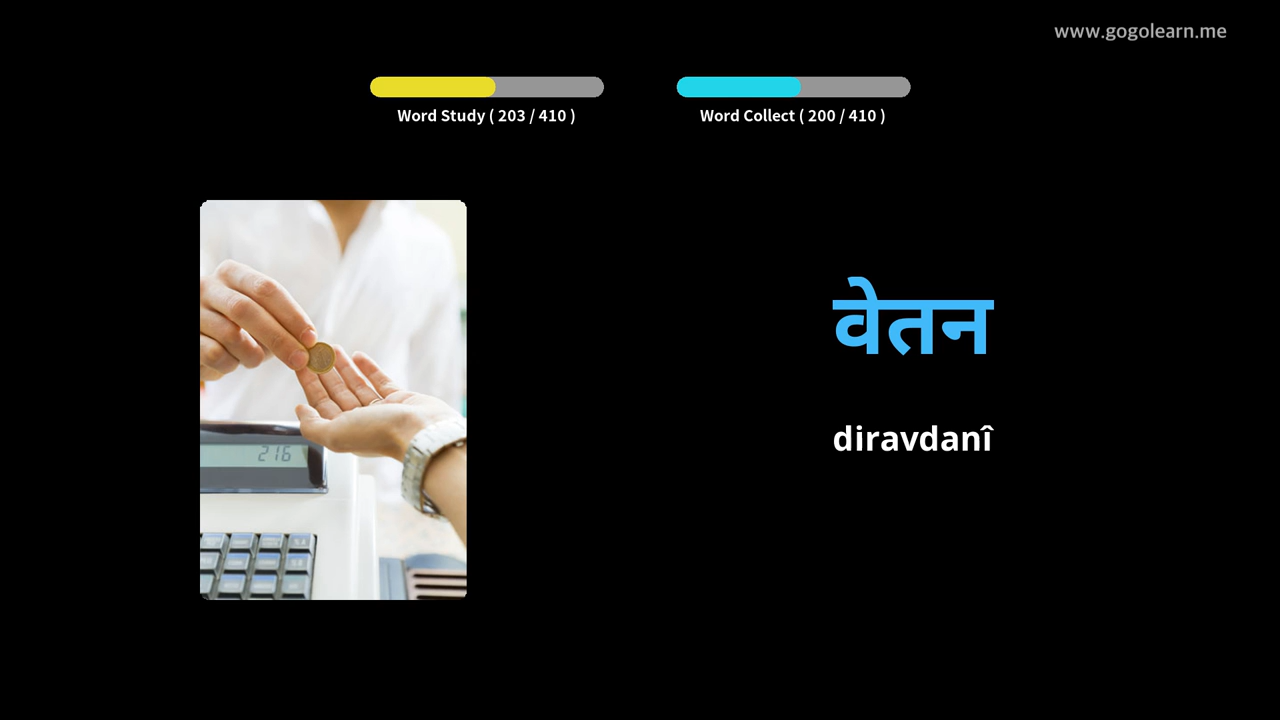 www.gogolearn.me
Word Study ( 203 / 410 )
Word Collect ( 200 / 410 )
वेतन
diravdanî
216